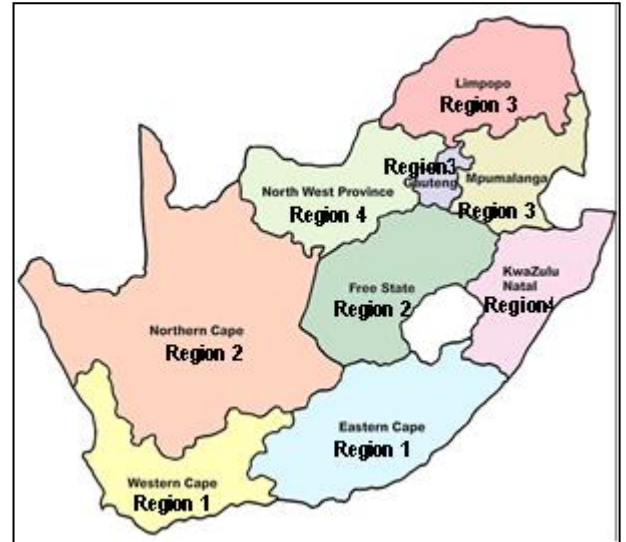 Limpopo
Region 3
Region3
Gauteng
Mpumalanga
Region 3
North West Province
Region 4
KwaZulu
Natal
Region4
Free State
Region 2
Northern Cape
Region 2
Eastern Cape
Region 1
Western Cape
Region 1